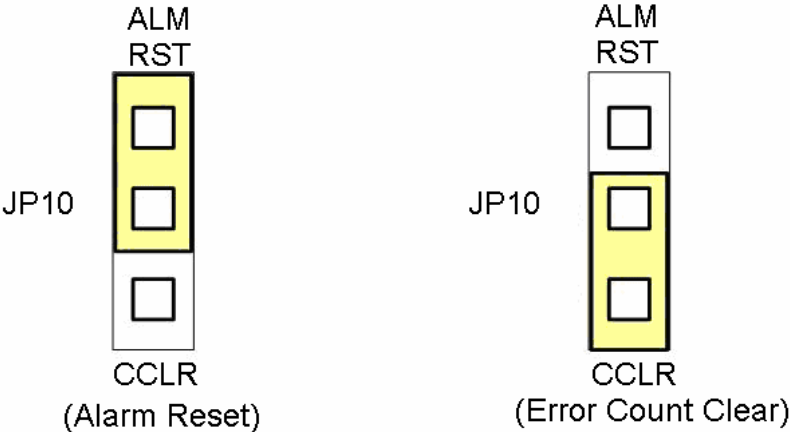 ALM
RST
JP10
CCLR
(Alarm Reset)
ALM
RST
JP10
CCLR
(Error Count Clear)